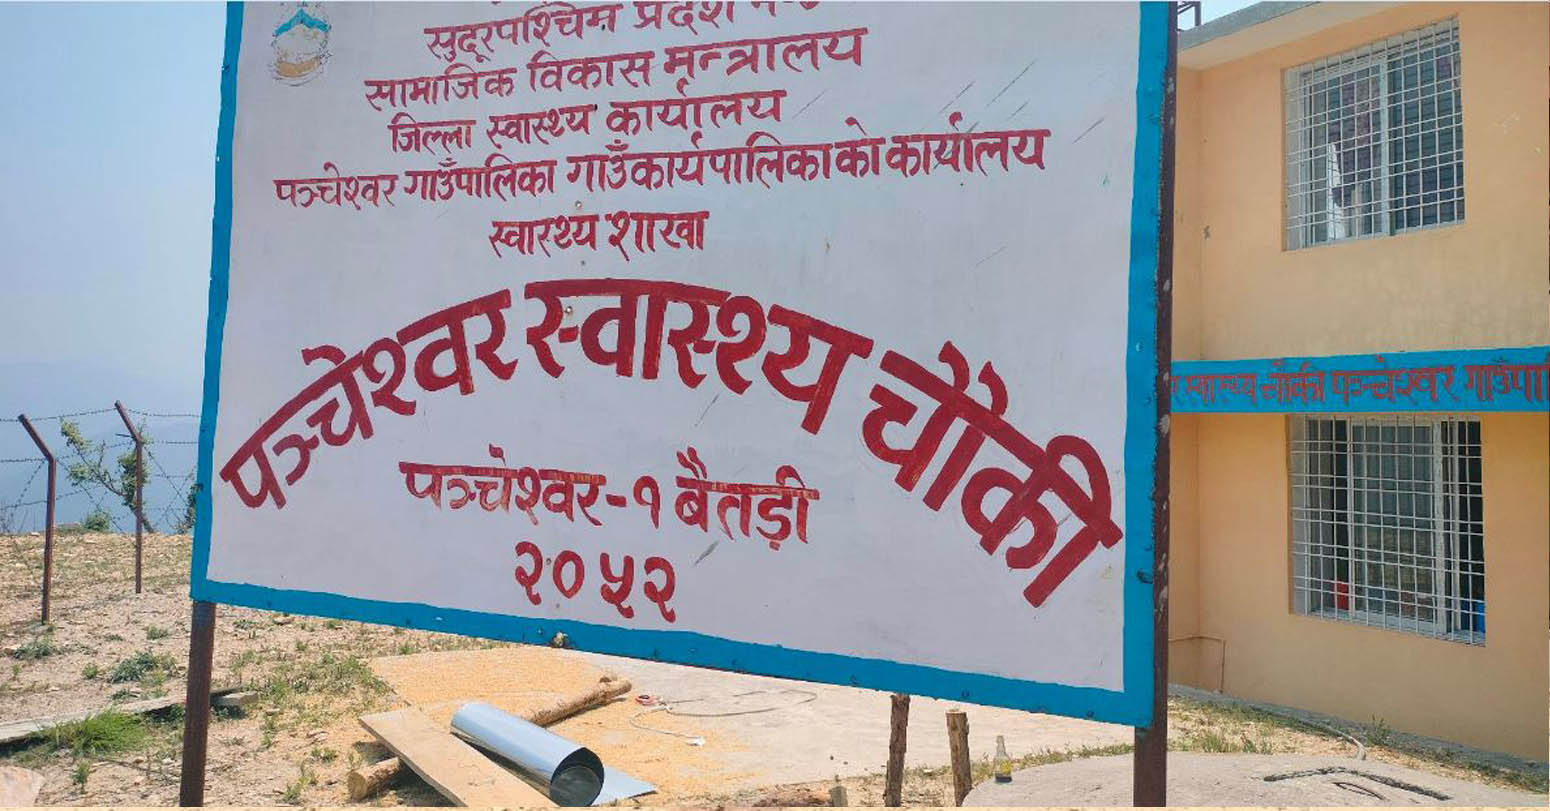 सुदूरपश्चिम प्रदेश
सामाजिक विकास मन्त्रालय
जिल्ला स्वास्थ्य कार्यालय
पञ्चेश्वर गाउँपालिका गाउँकार्यपालिकाको कार्यालय
स्वास्थ्य शाखा
पञ्चेश्वर स्वास्थ्य चौकी
पञ्चेश्वर-१ बैतडी
२०५२
स्वास्थ्य चौकी पञ्चेश्वर